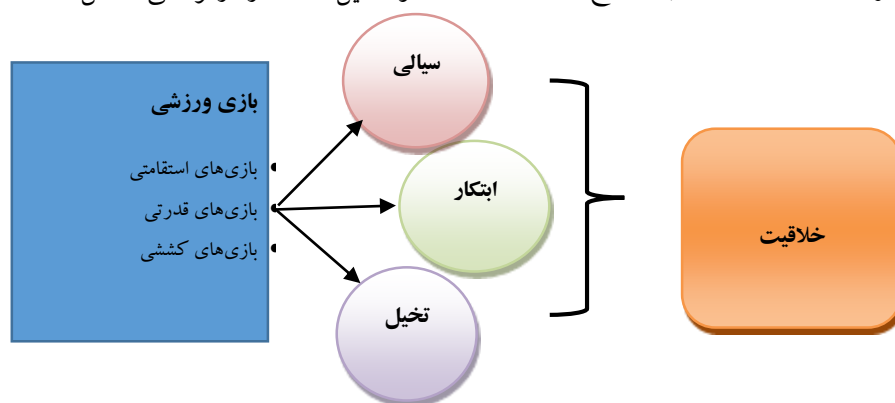 سیالی
بازی ورزشی
بازی‌های استقامتی
بازی‌های قدرتی
بازی‌های کششی
ابتکار
تخیل
خلاقیت